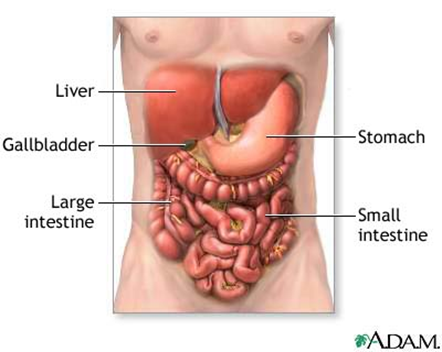 Liver
Gallbladder
Large
intestine
Stomach
Small
intestine
A.D.A.M.